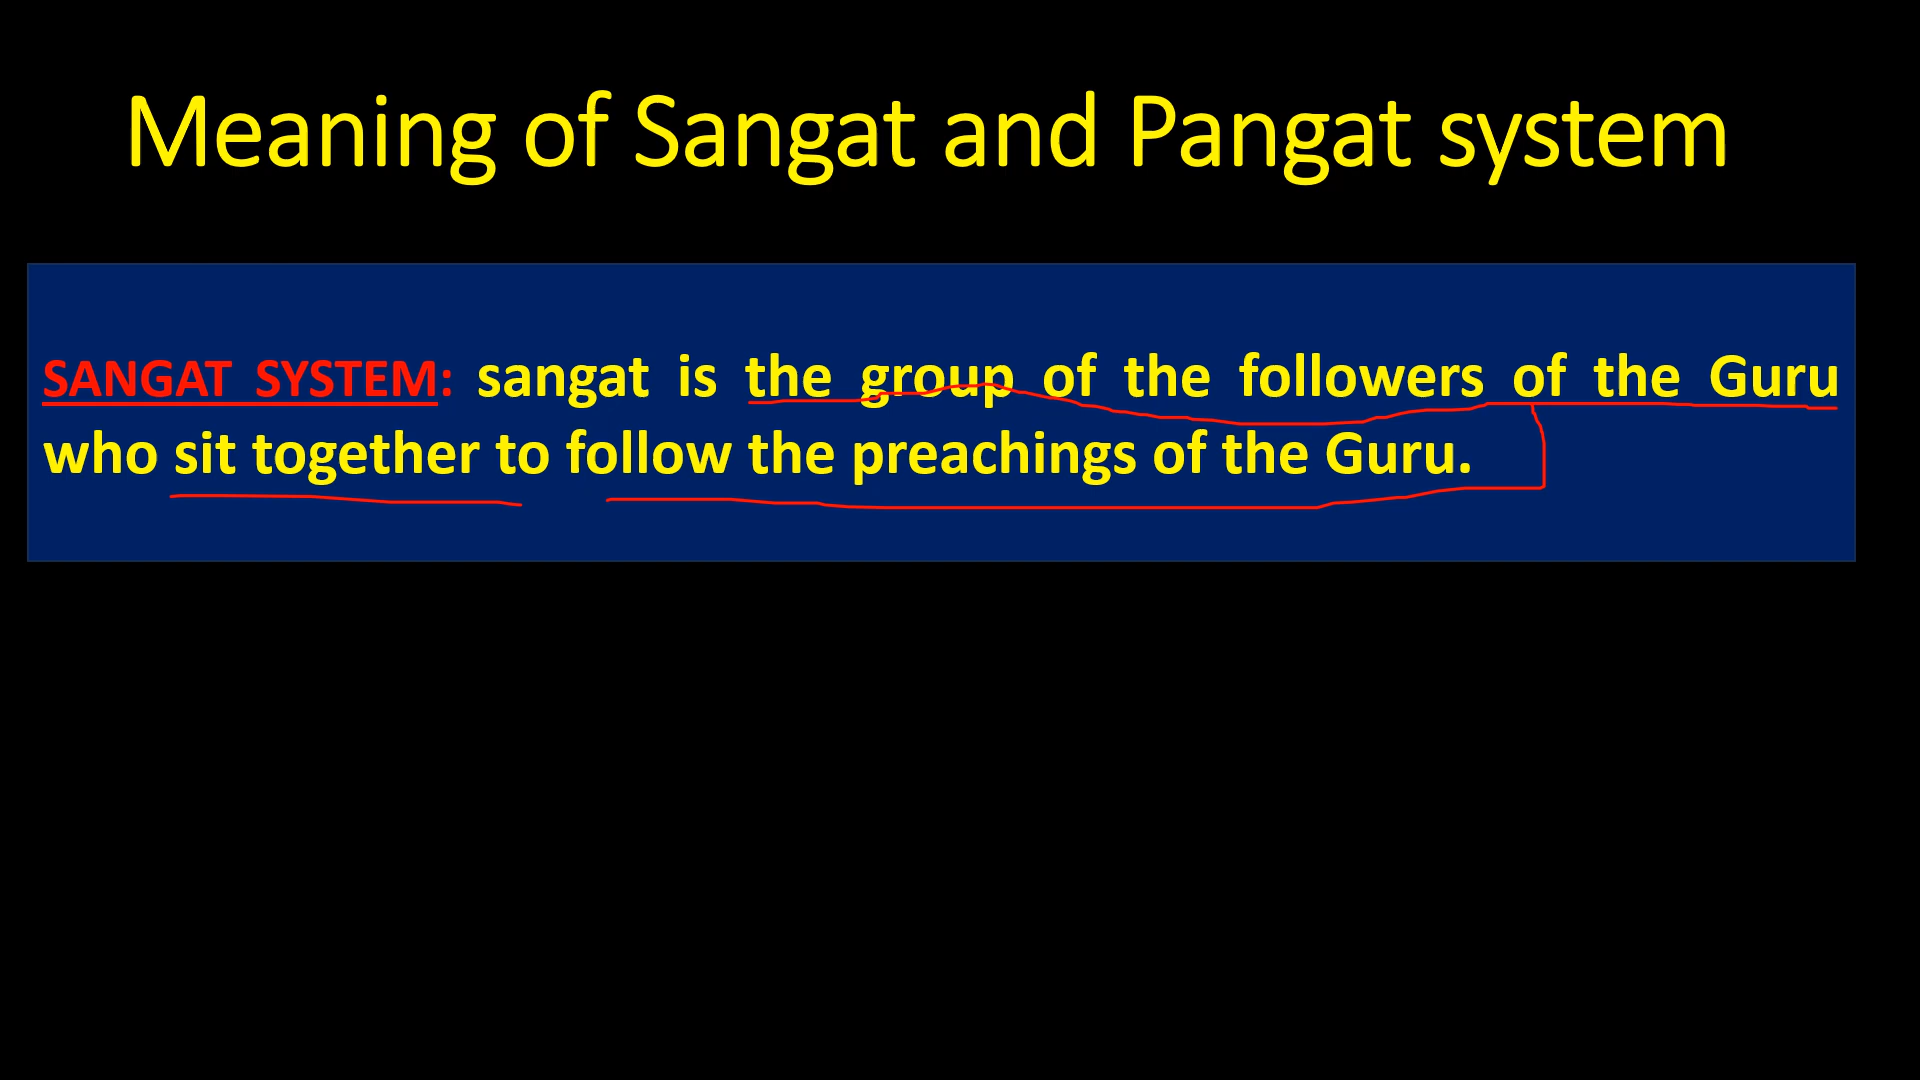 Meaning of Sangat and Pangat system
SANGAT SYSTEM: sangat is the group of the followers of the Guru
who sit together to follow the preachings of the Guru.